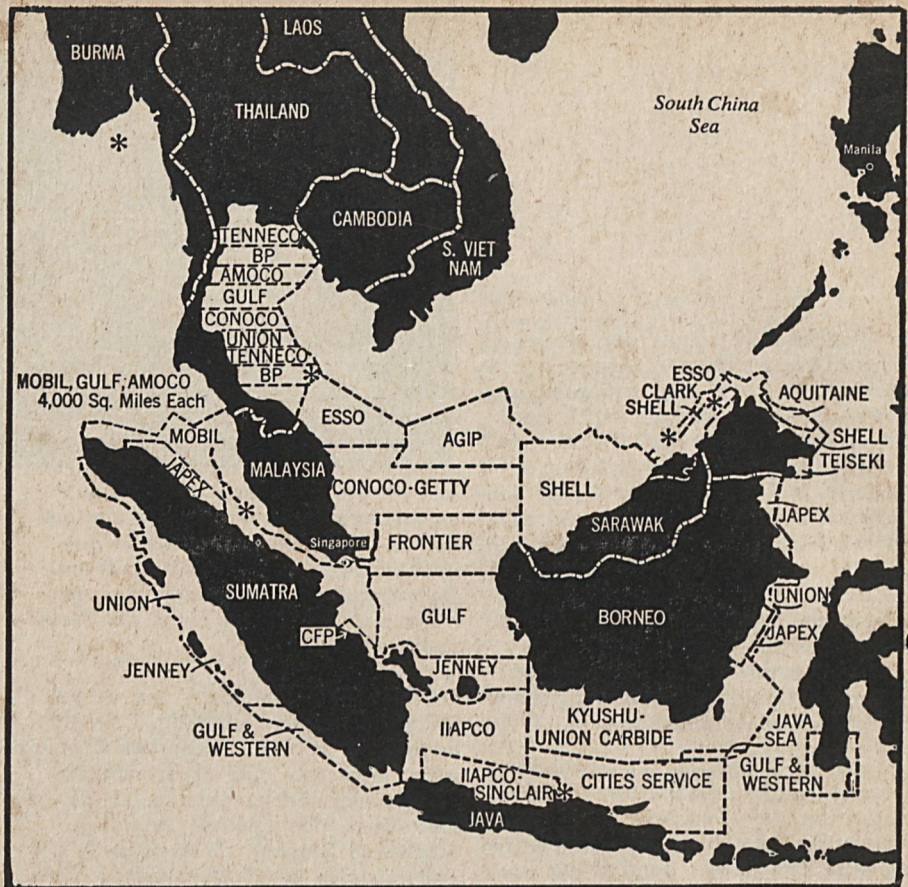 BURMA
LAOS
THAILAND
South China
Sea
Manila
CAMBODIA
S. VIET
NAM
TENNECO
BP
AMOCO
GULF
CONOCO
UNION
TENNECO
BP
MOBIL, GULF, AMOCO
4,000 Sq. Miles Each
MOBIL
JAPEX
MALAYSIA
ESSO
AGIP
CONOCO-GETTY
SHELL
ESSO
CLARK
SHELL
AQUITAINE
SHELL
TEISEKI
SARAWAK
JAPEX
Singapore
FRONTIER
SUMATRA
GULF
BORNEO
UNION
JAPEX
UNION
CFP
JENNEY
JENNEY
GULF &
WESTERN
IIAPCO
KYUSHU-
UNION CARBIDE
JAVA
SEA
GULF &
WESTERN
IIAPCO-
SINCLAIR
CITIES SERVICE
JAVA